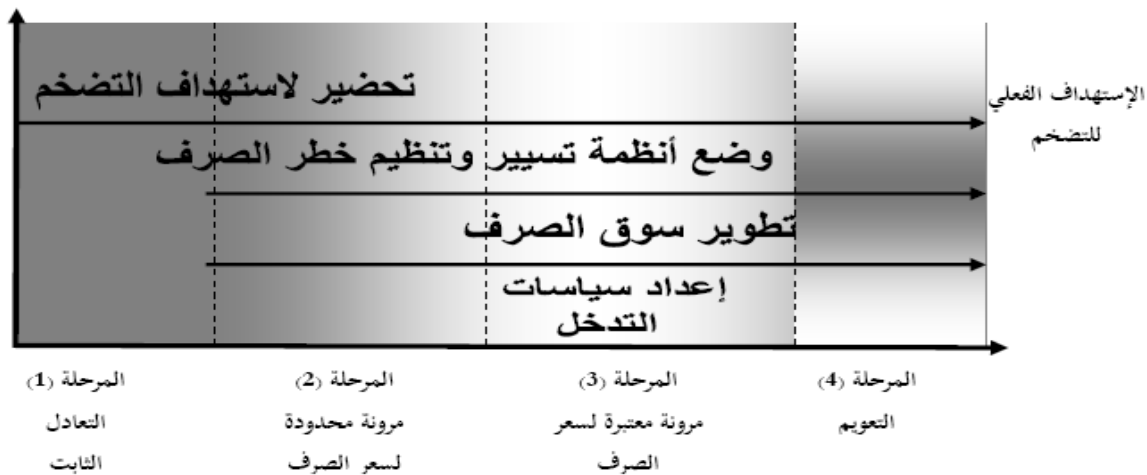 تحضير لاستهداف التضخم
الإستهداف الفعلي
للتضخم
وضع أنظمة تسيير وتنظيم خطر الصرف
تطوير سوق الصرف
إعداد سياسات
التدخل
المرحلة (1)
التعادل
الثابت
المرحلة (2)
مرونة محدودة
لسعر الصرف
المرحلة (3)
مرونة معتبرة لسعر
الصرف
المرحلة (4)
التعويم